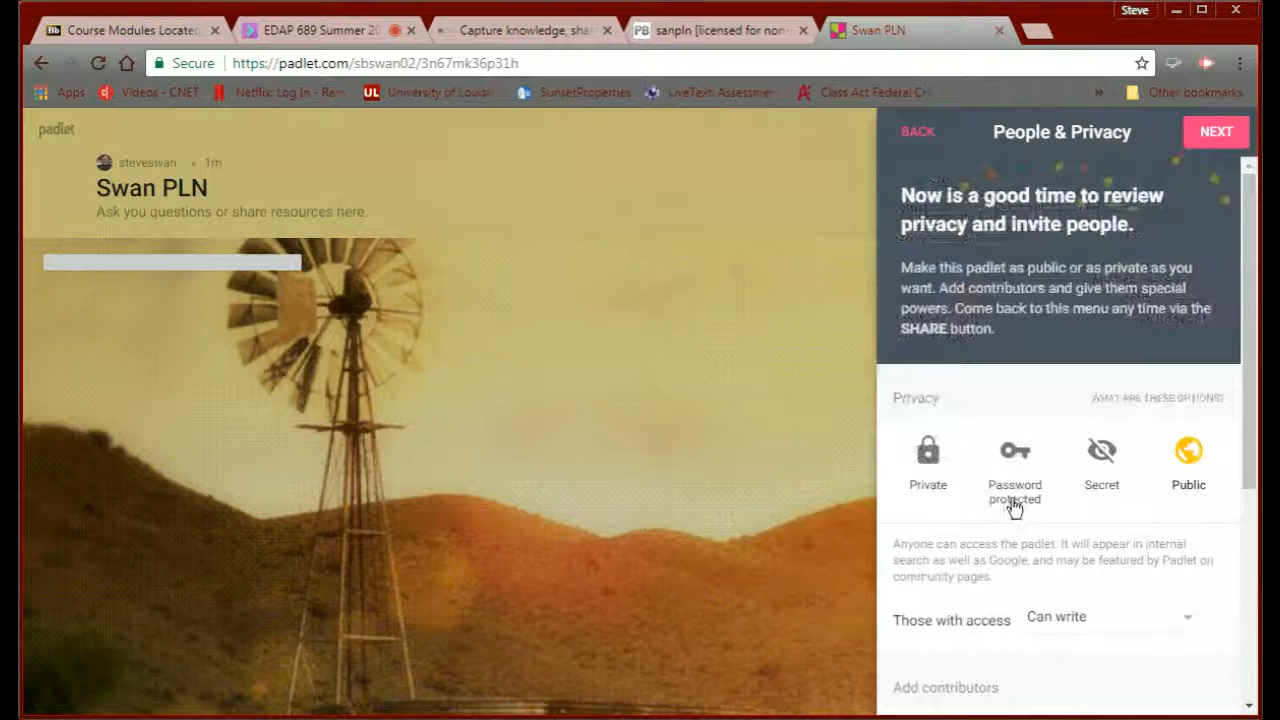 Steve
Course Modules Located
EDAP 689 Summer 20
Capture knowledge, sha
PB sanpln [licensed for non
Swan PLN
Secure
https://padlet.com/sbswan02/3n67mk36p31h
Apps
Videos - CNET
Netflix: Log In - Rem
UL University of Louisv
SunsetProperties
LiveText: Assessme
Class Act Federal Cr
»
Other bookmarks
padlet
steveswan • 1m
Swan PLN
Ask you questions or share resources here.
BACK
People & Privacy
NEXT
Now is a good time to review
privacy and invite people.
Make this padlet as public or as private as you
want. Add contributors and give them special
powers. Come back to this menu any time via the
SHARE button.
Privacy
WHAT ARE THESE OPTIONS?
Private
Password
protected
Secret
Public
Anyone can access the padlet. It will appear in internal
search as well as Google, and may be featured by Padlet on
community pages.
Those with access
Can write
Add contributors